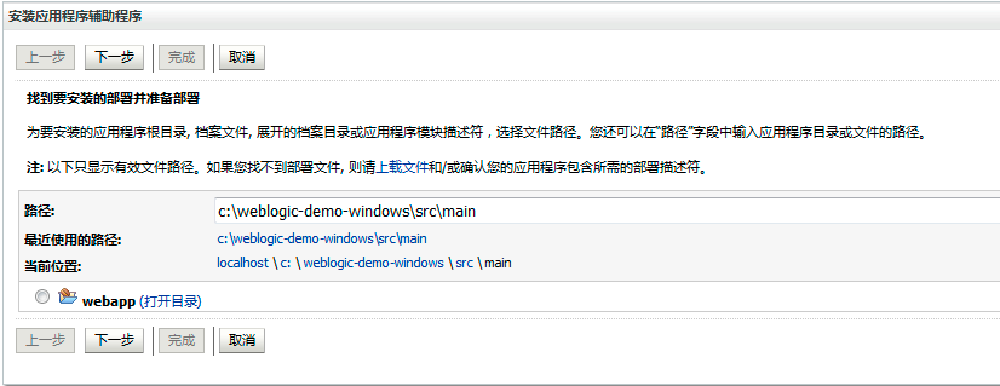 安装应用程序辅助程序
上一步 下一步 完成 取消
找到要安装的部署并准备部署
为要安装的应用程序根目录, 档案文件, 展开的档案目录或应用程序模块描述符，选择文件路径。您还可以在“路径”字段中输入应用程序目录或文件的路径。
注: 以下只显示有效文件路径。如果您找不到部署文件, 则请上载文件和/或确认您的应用程序包含所需的部署描述符。
路径: c:\weblogic-demo-windows\src\main
最近使用的路径: c:\weblogic-demo-windows\src\main
当前位置: localhost \ c: \ weblogic-demo-windows \ src \ main
webapp (打开目录)
上一步 下一步 完成 取消